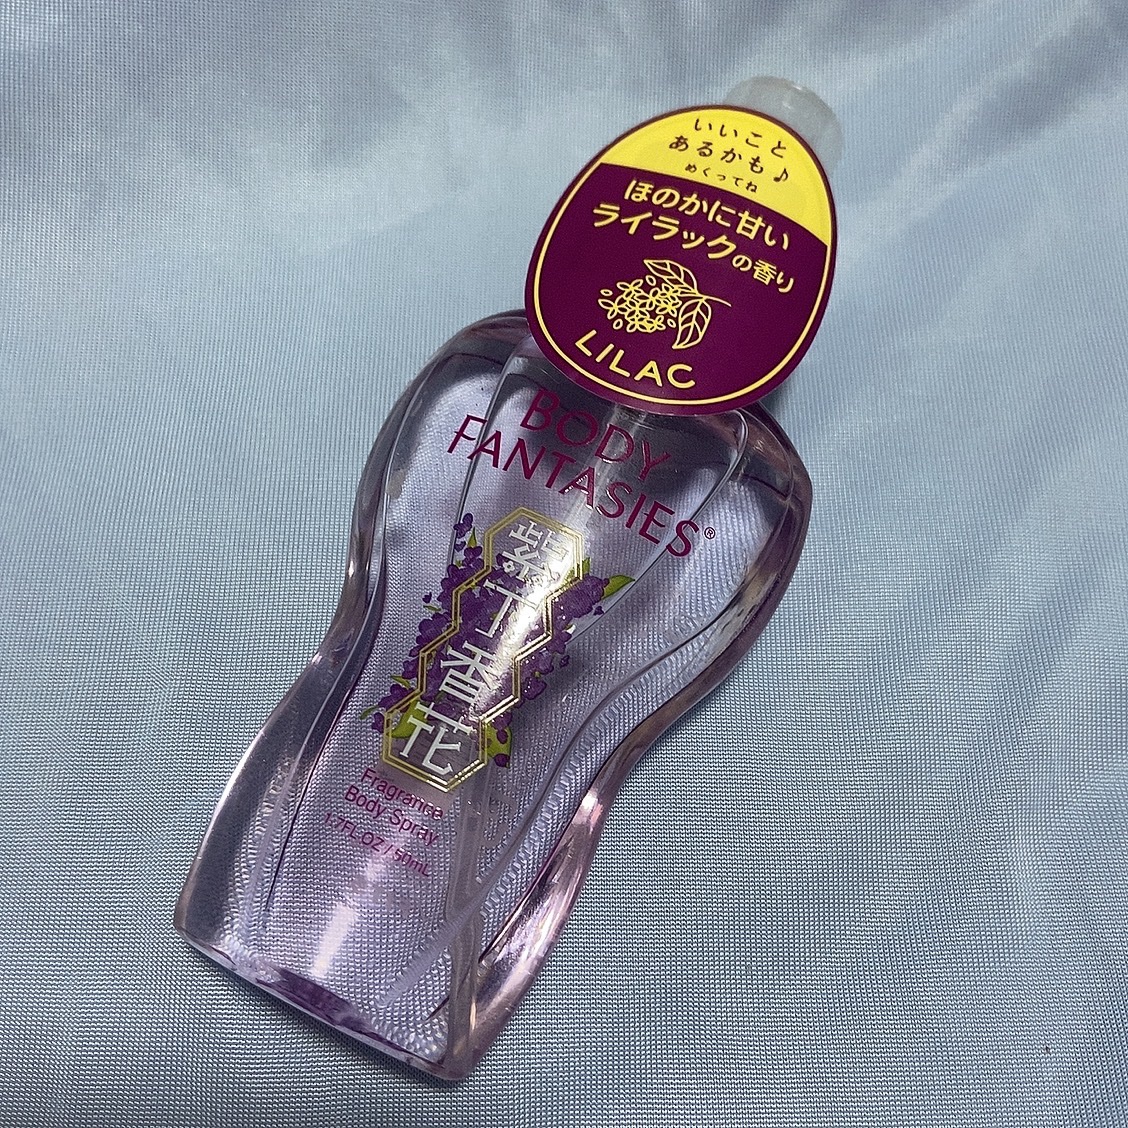 いいこと
あるかも♪
めくってね
ほのかに甘い
ライラックの香り
LILAC
BODY
FANTASIES®
紫丁香花
Fragrance
Body Spray
1.7FL.OZ / 50mL